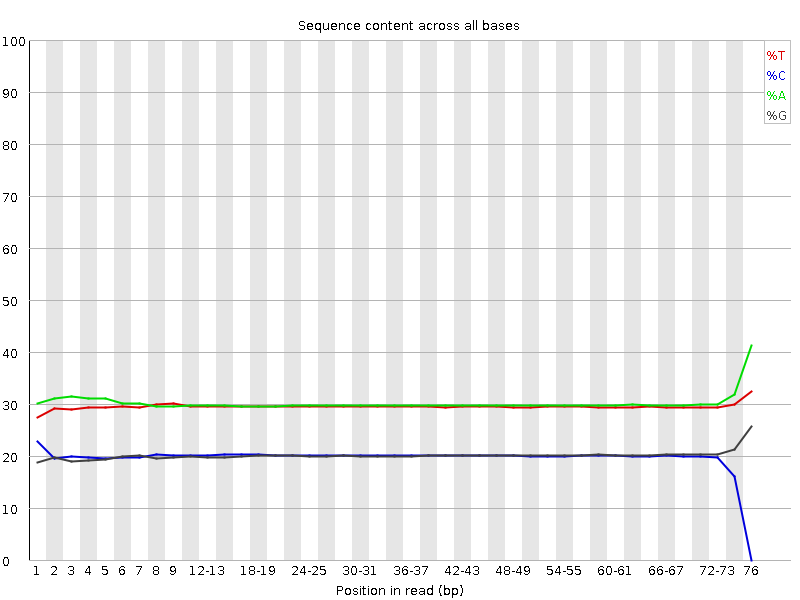 Sequence content across all bases
100
90
80
70
60
50
40
30
20
10
0
%T
%C
%A
%G
1 2 3 4 5 6 7 8 9 12-13 18-19 24-25 30-31 36-37 42-43 48-49 54-55 60-61 66-67 72-73 76
Position in read (bp)